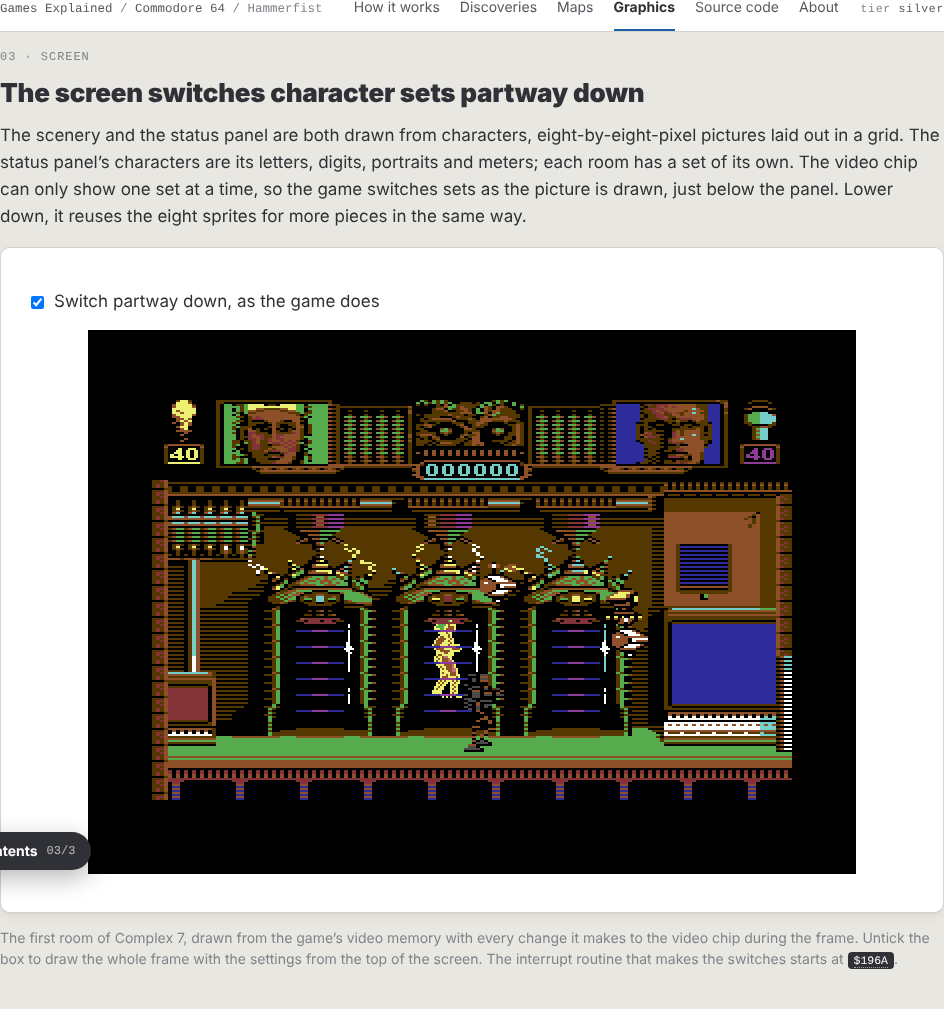 Games Explained / Commodore 64 / Hammerfist
How it works Discoveries Maps Graphics Source code About
tier silver
03 · SCREEN
The screen switches character sets partway down
The scenery and the status panel are both drawn from characters, eight-by-eight-pixel pictures laid out in a grid. The
status panel’s characters are its letters, digits, portraits and meters; each room has a set of its own. The video chip
can only show one set at a time, so the game switches sets as the picture is drawn, just below the panel. Lower
down, it reuses the eight sprites for more pieces in the same way.
Switch partway down, as the game does
40
000000
40
ntents 03/3
The first room of Complex 7, drawn from the game’s video memory with every change it makes to the video chip during the frame. Untick the
box to draw the whole frame with the settings from the top of the screen. The interrupt routine that makes the switches starts at $196A.